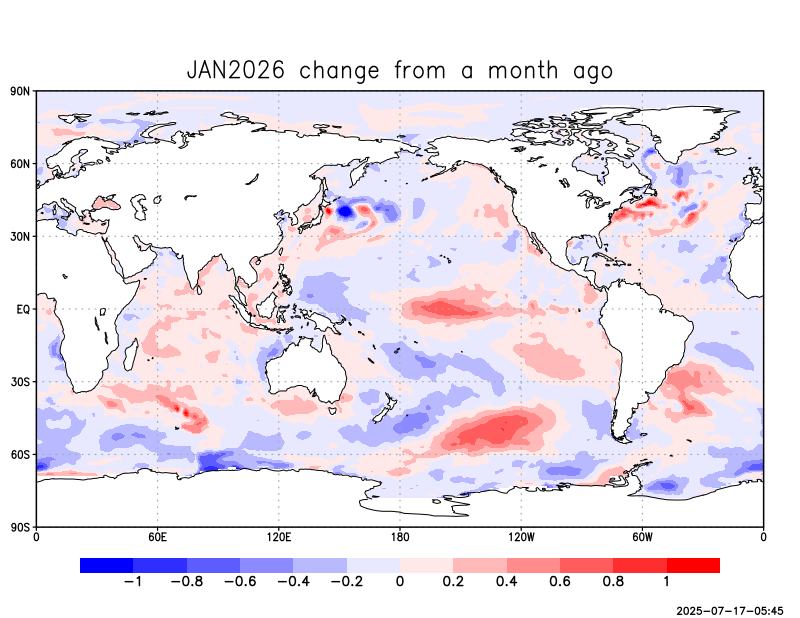 JAN2026 change from a month ago
90N
60N
30N
EQ
30S
60S
90S
0 60E 120E 180 120W 60W 0
-1 -0.8 -0.6 -0.4 -0.2 0 0.2 0.4 0.6 0.8 1
2025-07-17-05:45